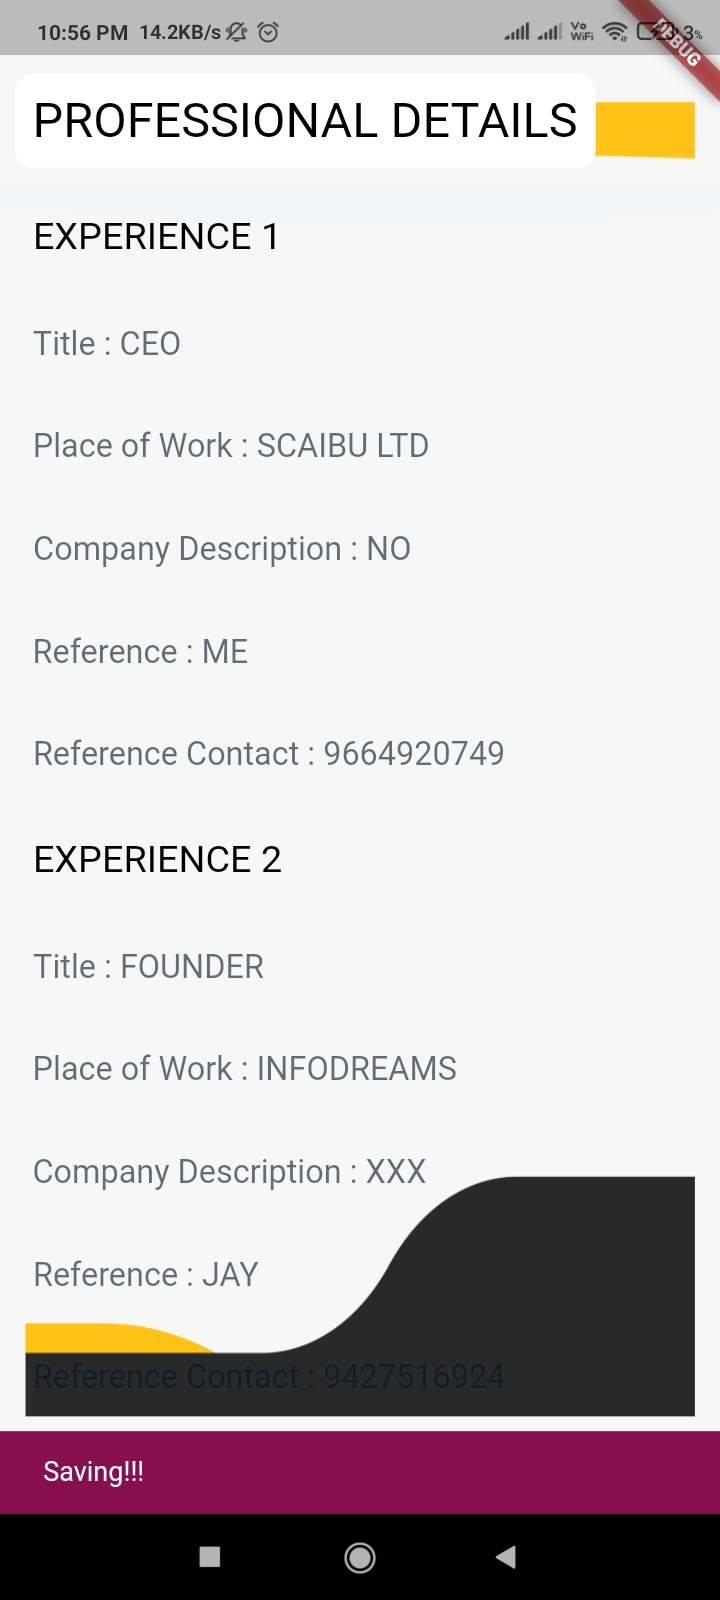 10:56 PM 14.2KB/s Vo WiFi 3%
DEBUG
PROFESSIONAL DETAILS
EXPERIENCE 1
Title : CEO
Place of Work : SCAIBU LTD
Company Description : NO
Reference : ME
Reference Contact : 9664920749
EXPERIENCE 2
Title : FOUNDER
Place of Work : INFODREAMS
Company Description : XXX
Reference : JAY
Reference Contact : 9427516924
Saving!!!